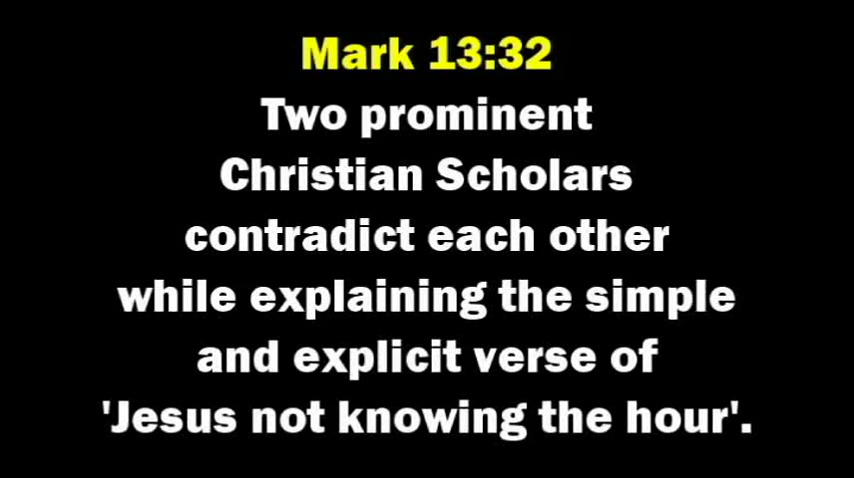 Mark 13:32
Two prominent
Christian Scholars
contradict each other
while explaining the simple
and explicit verse of
'Jesus not knowing the hour'.